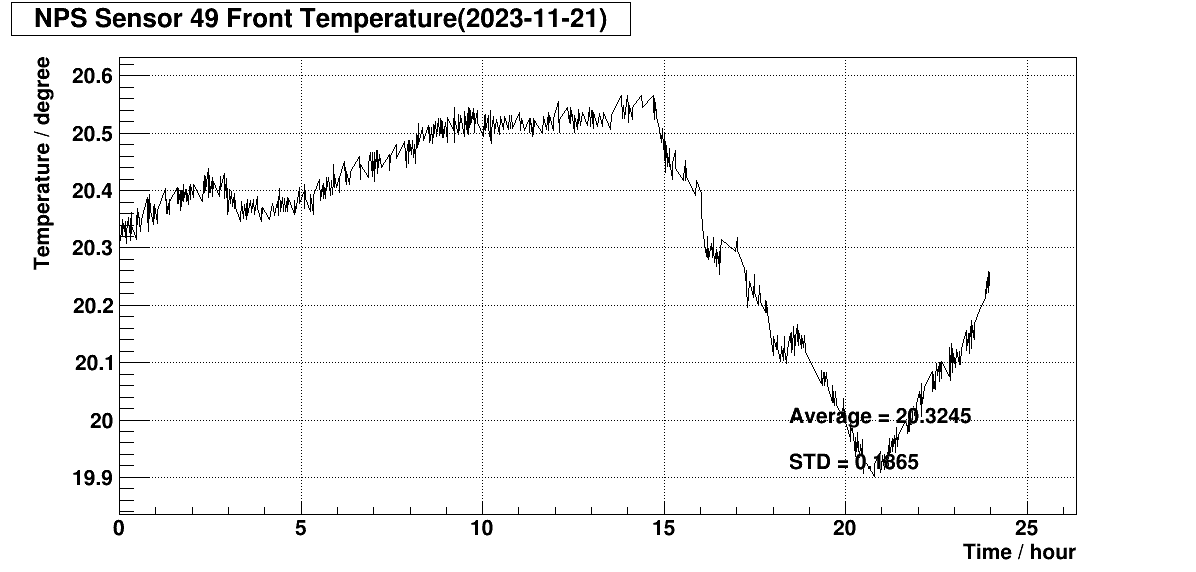 NPS Sensor 49 Front Temperature(2023-11-21)
Temperature / degree
20.6
20.5
20.4
20.3
20.2
20.1
20
19.9
Average = 20.3245
STD = 0.1865
0 5 10 15 20 25
Time / hour